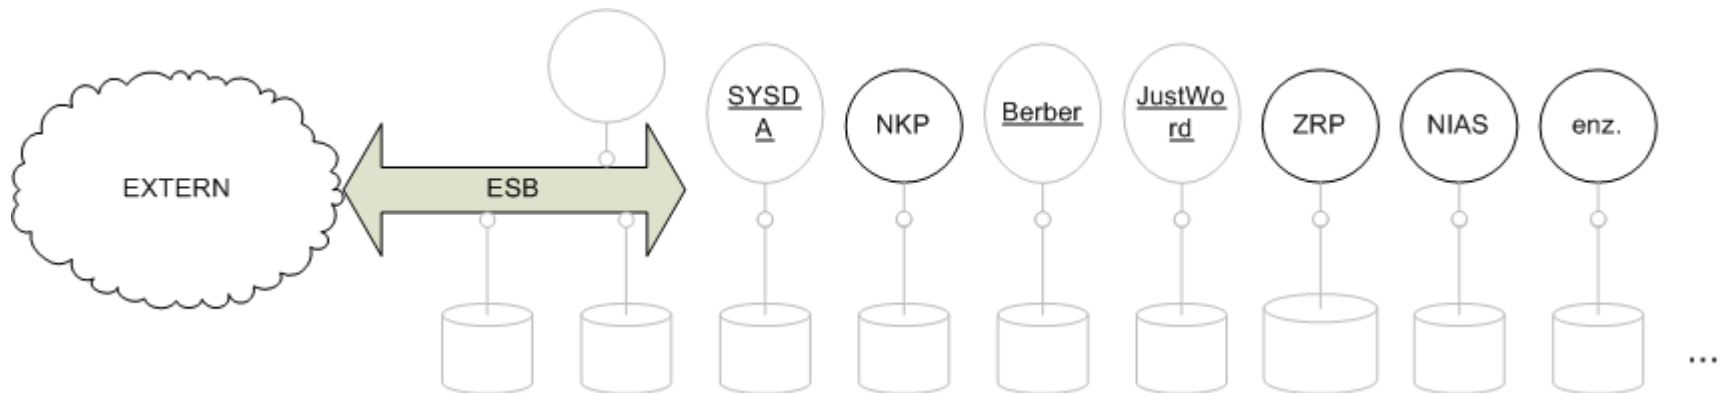 EXTERN
ESB
SYSD
A
NKP
Berber
JustWo
rd
ZRP
NIAS
enz.
...